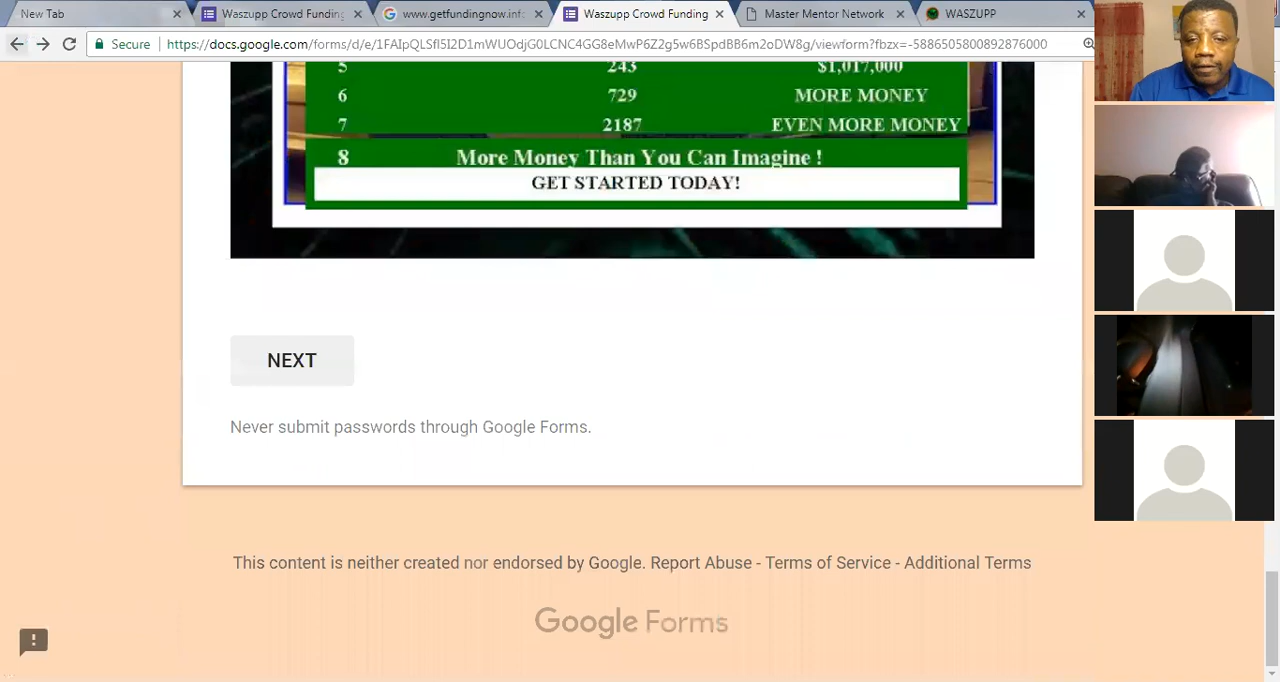 New Tab
Waszupp Crowd Funding
www.getfundingnow.inf
Waszupp Crowd Funding
Master Mentor Network
WASZUPP
Secure
https://docs.google.com/forms/d/e/1FAIpQLSfl5I2D1mWUOdjG0LCNC4GG8eMwP6Z2g5w6BSpdBB6m2oDW8g/viewform?fbzx=-5886505800892876000
5 243 $1,017,000
6 729 MORE MONEY
7 2187 EVEN MORE MONEY
8 More Money Than You Can Imagine !
GET STARTED TODAY!
NEXT
Never submit passwords through Google Forms.
This content is neither created nor endorsed by Google. Report Abuse - Terms of Service - Additional Terms
Google Forms